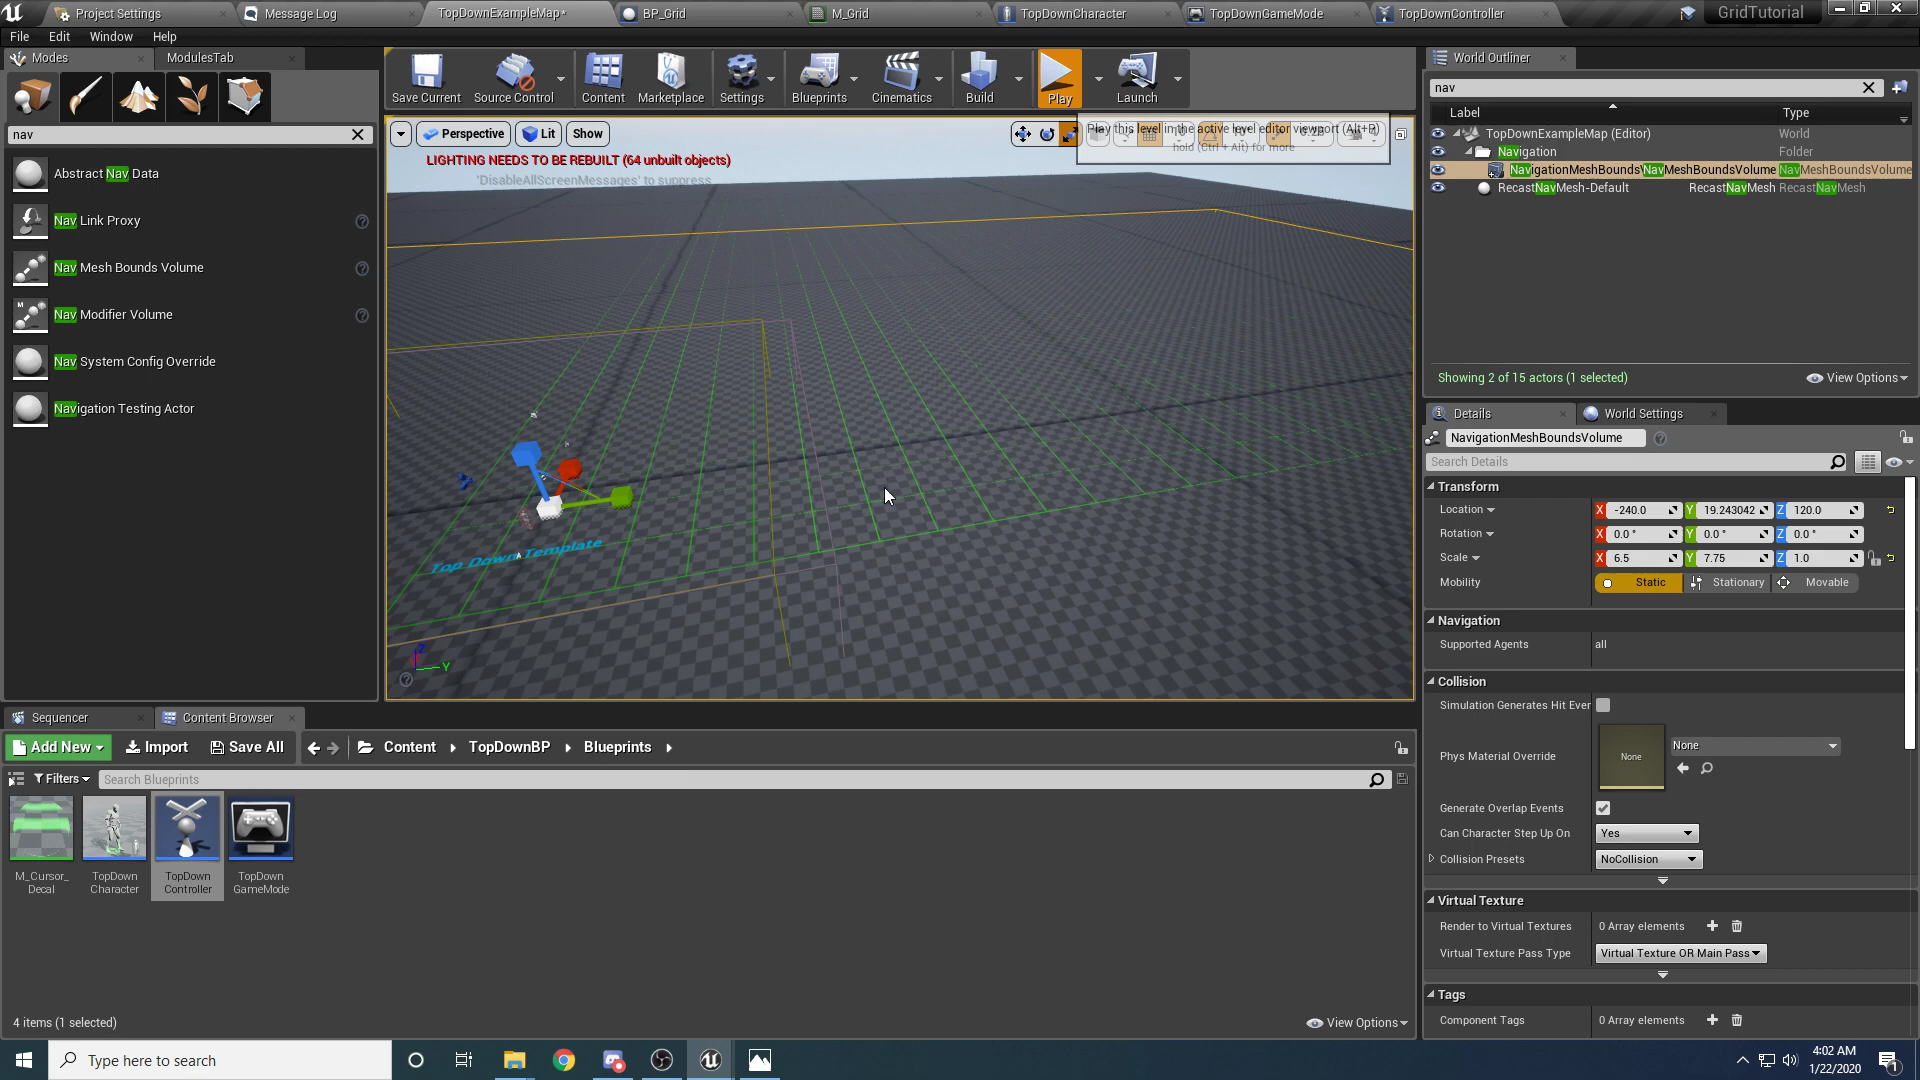 Project Settings
Message Log
TopDownExampleMap*
BP_Grid
M_Grid
TopDownCharacter
TopDownGameMode
TopDownController
GridTutorial
File Edit Window Help
Modes
ModulesTab
Save Current
Source Control
Content
Marketplace
Settings
Blueprints
Cinematics
Build
Play
Launch
World Outliner
nav
nav
Label
Type
Perspective
Lit
Show
Play this level in the active level editor viewport (Alt+P)
hold (Ctrl + Alt) for more
LIGHTING NEEDS TO BE REBUILT (64 unbuilt objects)
'DisableAllScreenMessages' to suppress
Abstract Nav Data
Nav Link Proxy
Nav Mesh Bounds Volume
Nav Modifier Volume
Nav System Config Override
Navigation Testing Actor
TopDownExampleMap (Editor) World
Navigation Folder
NavigationMeshBounds\NavMeshBoundsVolume NavMeshBoundsVolume
RecastNavMesh-Default RecastNavMesh RecastNavMesh
Showing 2 of 15 actors (1 selected)
View Options
Top Down Template
Z
Y
Details
World Settings
NavigationMeshBoundsVolume
Search Details
Transform
Location X -240.0 Y 19.243042 Z 120.0
Rotation X 0.0 ° Y 0.0 ° Z 0.0 °
Scale X 6.5 Y 7.75 Z 1.0
Mobility Static Stationary Movable
Navigation
Supported Agents all
Collision
Simulation Generates Hit Ever
Phys Material Override None None
Generate Overlap Events
Can Character Step Up On Yes
Collision Presets NoCollision
Virtual Texture
Render to Virtual Textures 0 Array elements
Virtual Texture Pass Type Virtual Texture OR Main Pass
Tags
Component Tags 0 Array elements
Sequencer
Content Browser
Add New
Import
Save All
Content
TopDownBP
Blueprints
Filters
Search Blueprints
M_Cursor_
Decal
TopDown
Character
TopDown
Controller
TopDown
GameMode
4 items (1 selected)
View Options
Type here to search
4:02 AM
1/22/2020
1